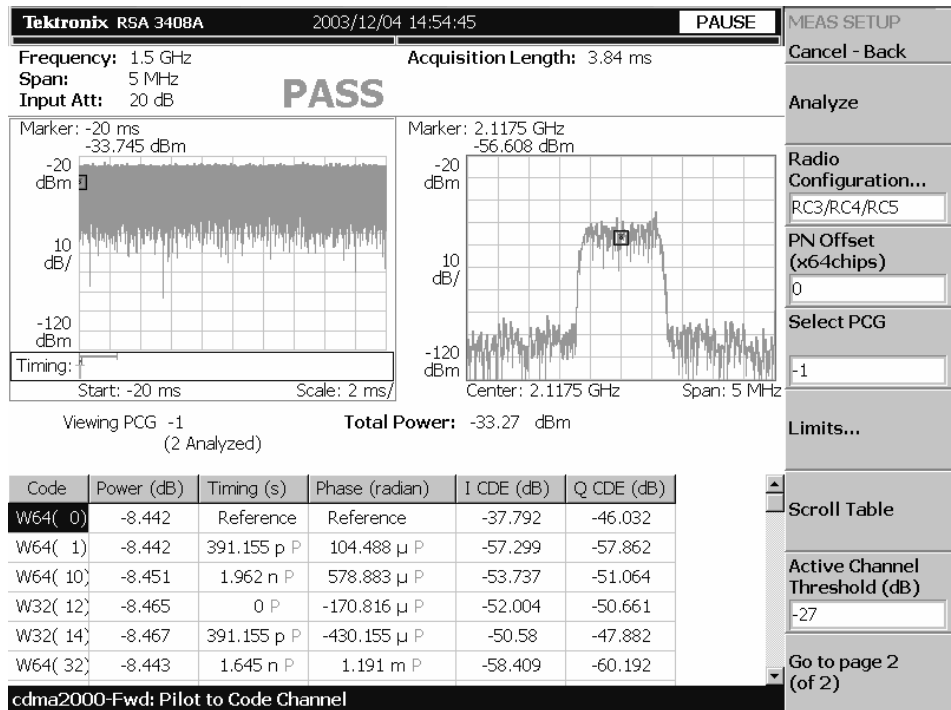 Tektronix RSA 3408A 2003/12/04 14:54:45 PAUSE
Frequency: 1.5 GHz
Span: 5 MHz
Input Att: 20 dB
PASS
Acquisition Length: 3.84 ms
Marker: -20 ms
-33.745 dBm
-20
dBm
10
dB/
-120
dBm
Timing:
Start: -20 ms Scale: 2 ms/
Marker: 2.1175 GHz
-56.608 dBm
-20
dBm
10
dB/
-120
dBm
Center: 2.1175 GHz Span: 5 MHz
Viewing PCG -1
(2 Analyzed)
Total Power: -33.27 dBm
Code Power (dB) Timing (s) Phase (radian) I CDE (dB) Q CDE (dB)
W64( 0) -8.442 Reference Reference -37.792 -46.032
W64( 1) -8.442 391.155 p P 104.488 µ P -57.299 -57.862
W64( 10) -8.451 1.962 n P 578.883 µ P -53.737 -51.064
W32( 12) -8.465 0 P -170.816 µ P -52.004 -50.661
W32( 14) -8.467 391.155 p P -430.155 µ P -50.58 -47.882
W64( 32) -8.443 1.645 n P 1.191 m P -58.409 -60.192
cdma2000-Fwd: Pilot to Code Channel
MEAS SETUP
Cancel - Back
Analyze
Radio
Configuration...
RC3/RC4/RC5
PN Offset
(x64chips)
0
Select PCG
-1
Limits...
Scroll Table
Active Channel
Threshold (dB)
-27
Go to page 2
(of 2)